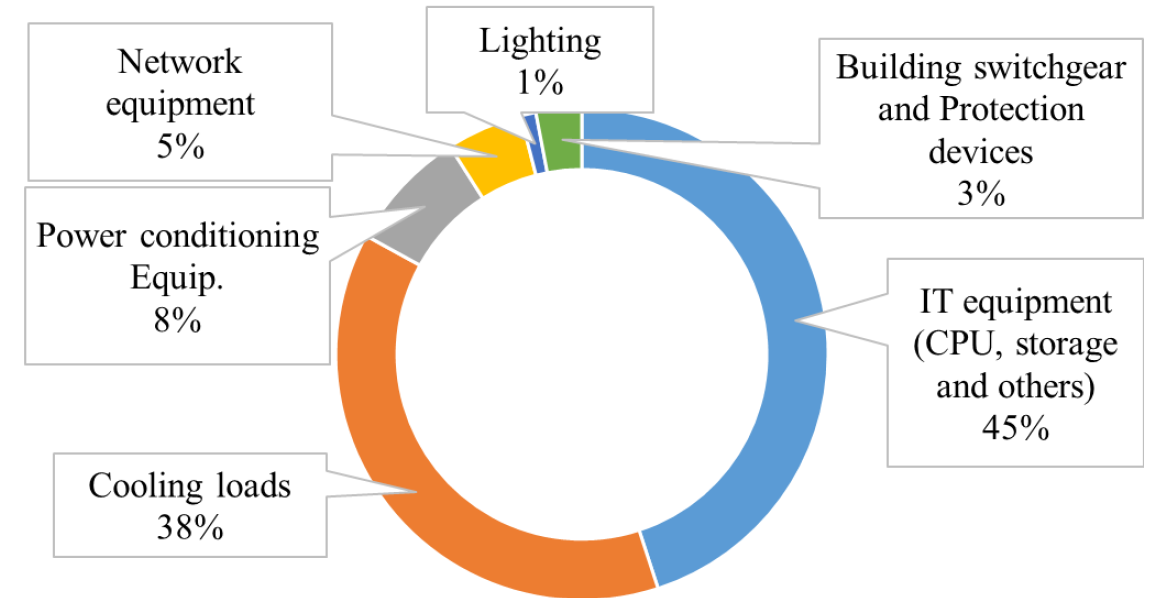 Network
equipment
5%
Lighting
1%
Building switchgear
and Protection
devices
3%
Power conditioning
Equip.
8%
IT equipment
(CPU, storage
and others)
45%
Cooling loads
38%